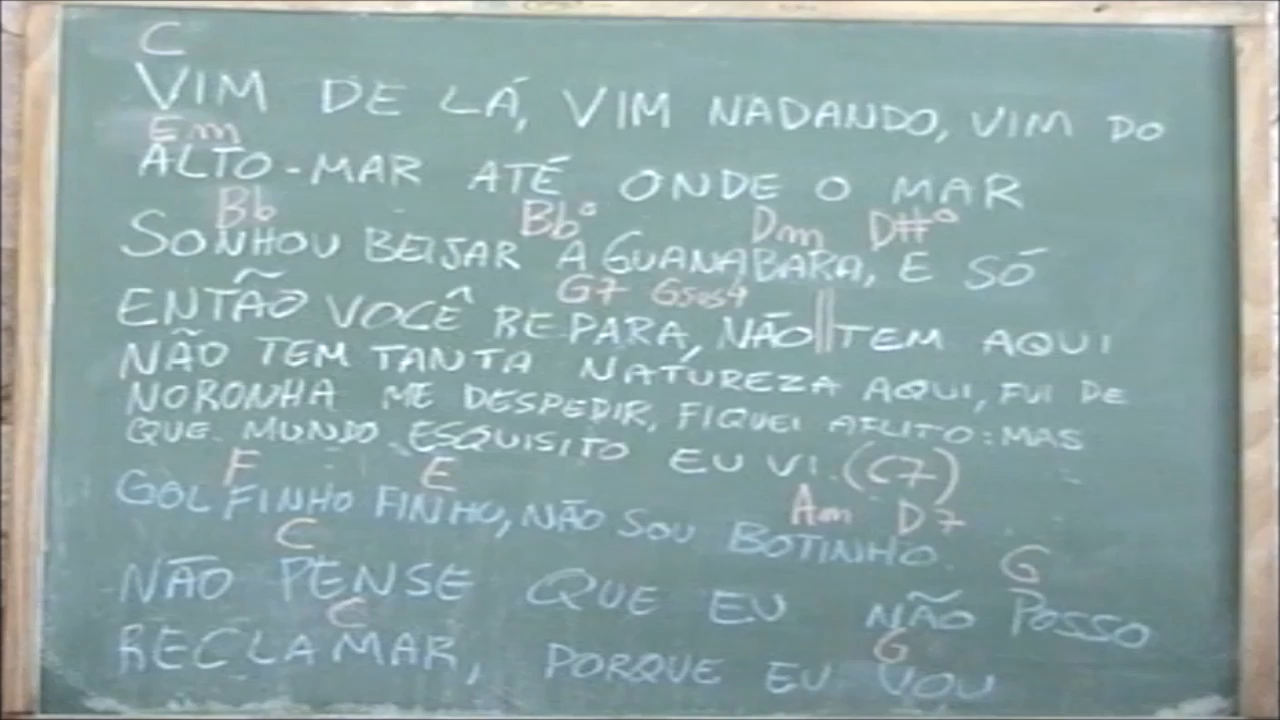 C
VIM DE LÁ, VIM NADANDO, VIM DO
Em
ALTO-MAR ATÉ ONDE O MAR
Bb Bb° Dm D#°
SONHOU BEIJAR A GUANABARA, E SÓ
G7 Gsus4
ENTÃO VOCÊ REPARA, NÃO || TEM AQUI
NÃO TEM TANTA NATUREZA AQUI, FUI DE
NORONHA ME DESPEDIR, FIQUEI AFLITO: MAS
QUE MUNDO ESQUISITO EU VI. (C7)
F E Am D7
GOLFINHO FINHO, NÃO SOU BOTINHO.
C G
NÃO PENSE QUE EU NÃO POSSO
C G
RECLAMAR, PORQUE EU VOU